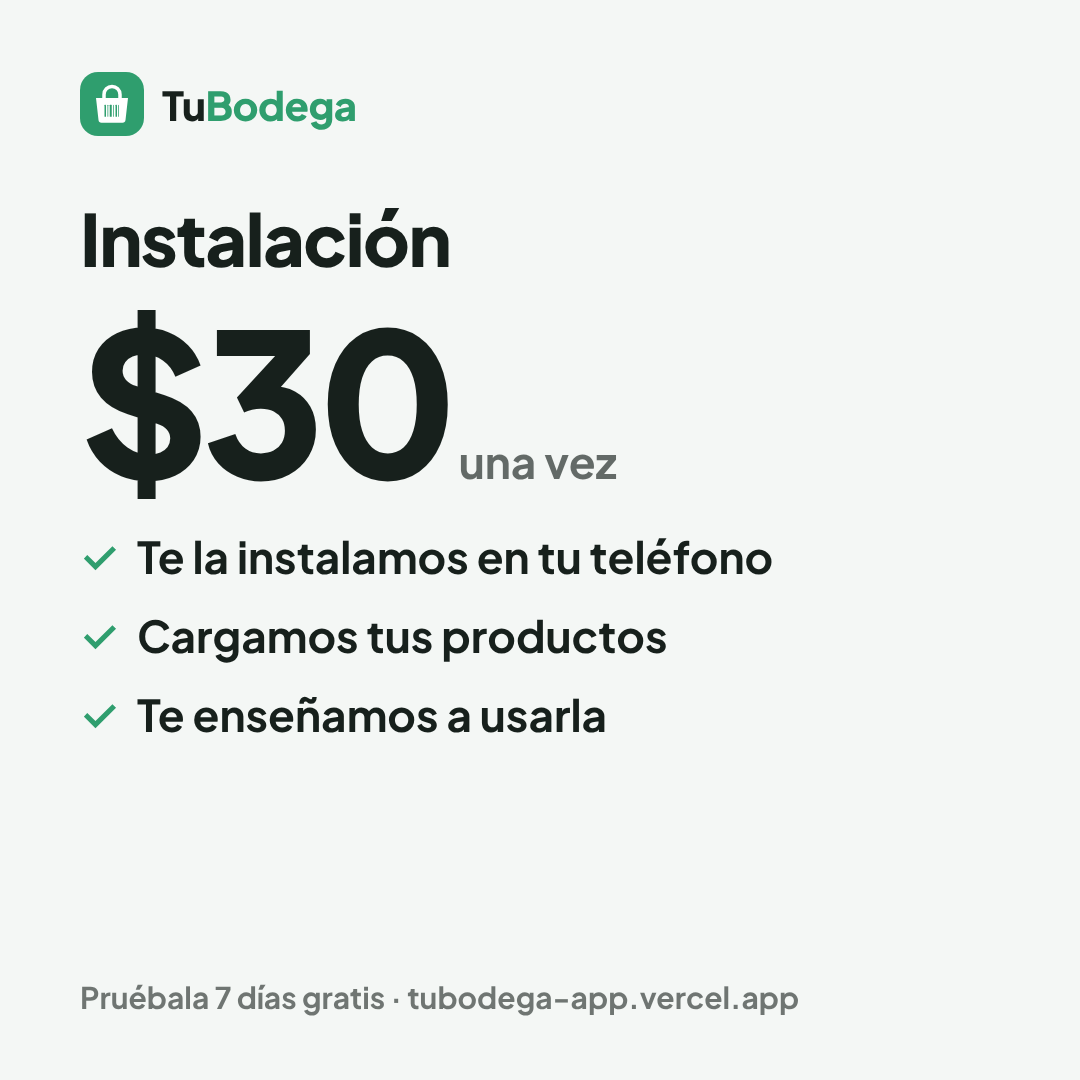 TuBodega
Instalación
$30 una vez
Te la instalamos en tu teléfono
Cargamos tus productos
Te enseñamos a usarla
Pruébala 7 días gratis · tubodega-app.vercel.app